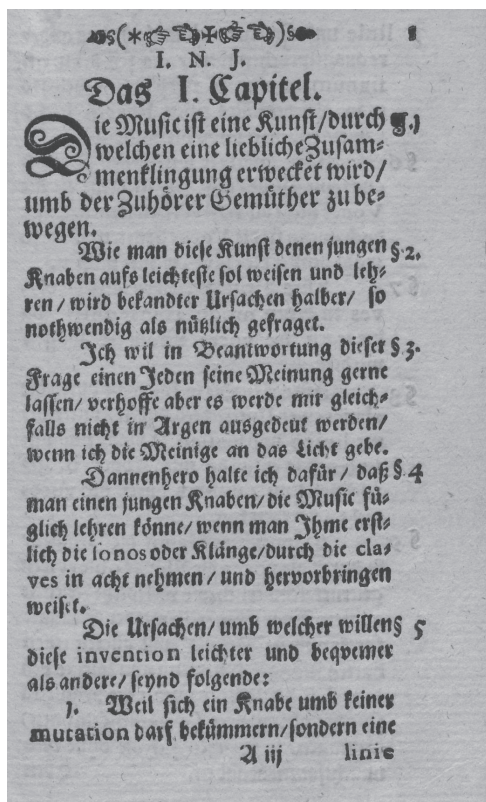 1
I. N. J.
Das I. Capitel.
Die Music ist eine Kunst/durch §.1
welchen eine liebliche Zusam-
menklingung erwecket wird/
umb der Zuhörer Gemüther zu be-
wegen.
Wie man diese Kunst denen jungen §.2.
Knaben aufs leichteste sol weisen und leh-
ren/ wird bekandter Ursachen halber/ so
nothwendig als nützlich gefraget.
Ich wil in Beantwortung dieser §.3.
Frage einen Jeden seine Meinung gerne
lassen/ verhoffe aber es werde mir gleich-
falls nicht in Argen ausgedeut werden/
wenn ich die Meinige an das Licht gebe.
Dannenhero halte ich dafür/ daß §.4
man einen jungen Knaben/die Music fü-
glich lehren könne/wenn man Ihme erst-
lich die sonos oder Klänge/durch die cla-
ves in acht nehmen/ und hervorbringen
weiset.
Die Ursachen/ umb welcher willen § 5
diese invention leichter und beqvemer
als andere/ seynd folgende:
1. Weil sich ein Knabe umb keiner
mutation darf bekümmern/sondern eine
A iij linie